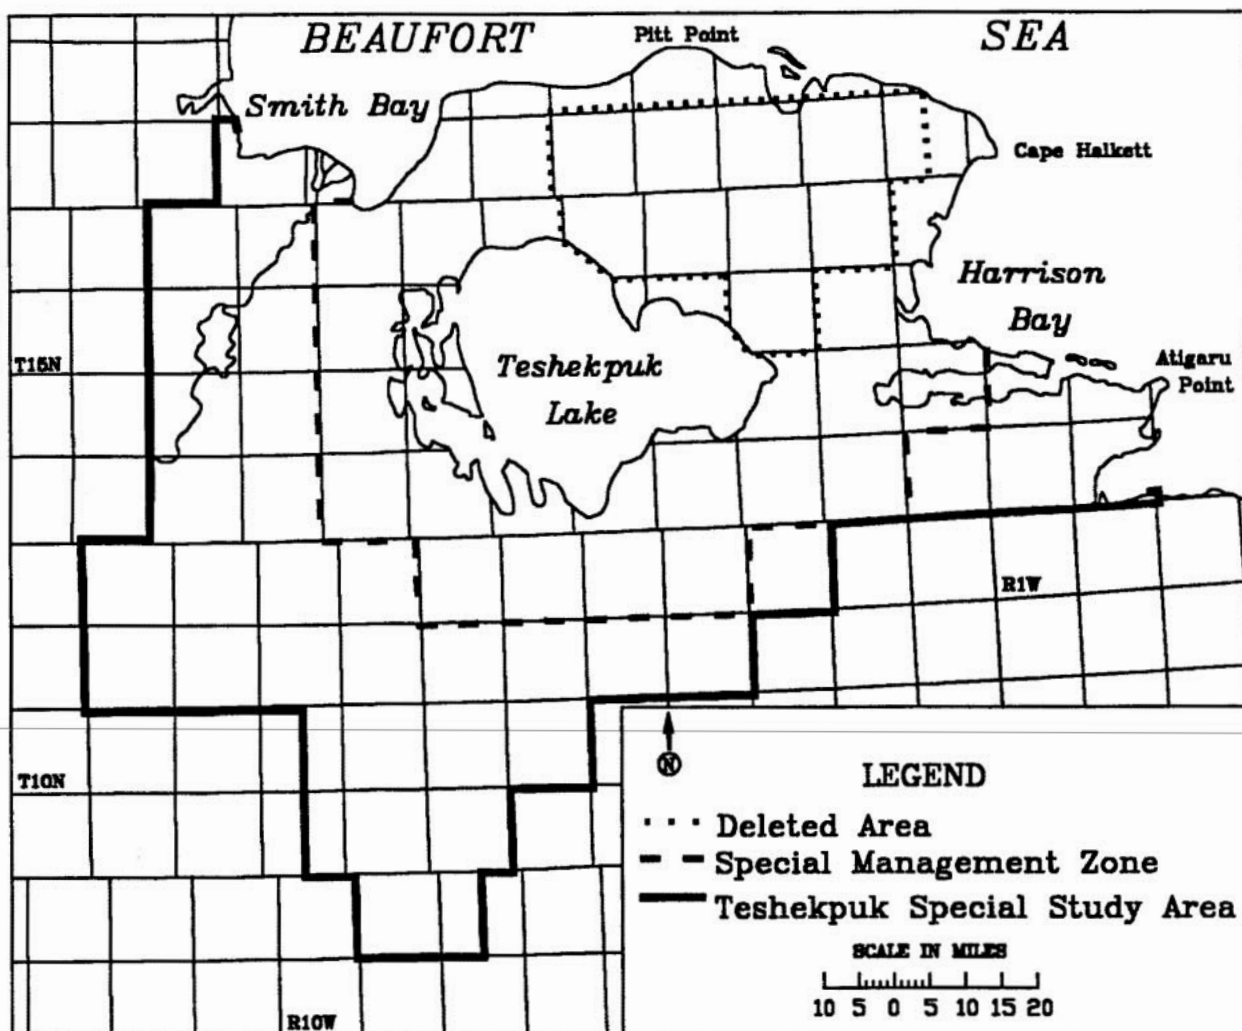 BEAUFORT SEA
Pitt Point
Smith Bay
Cape Halkett
Harrison
Bay
T15N
Teshekpuk
Lake
Atigaru
Point
R1W
T10N
N
LEGEND
Deleted Area
Special Management Zone
Teshekpuk Special Study Area
SCALE IN MILES
10 5 0 5 10 15 20
R10W